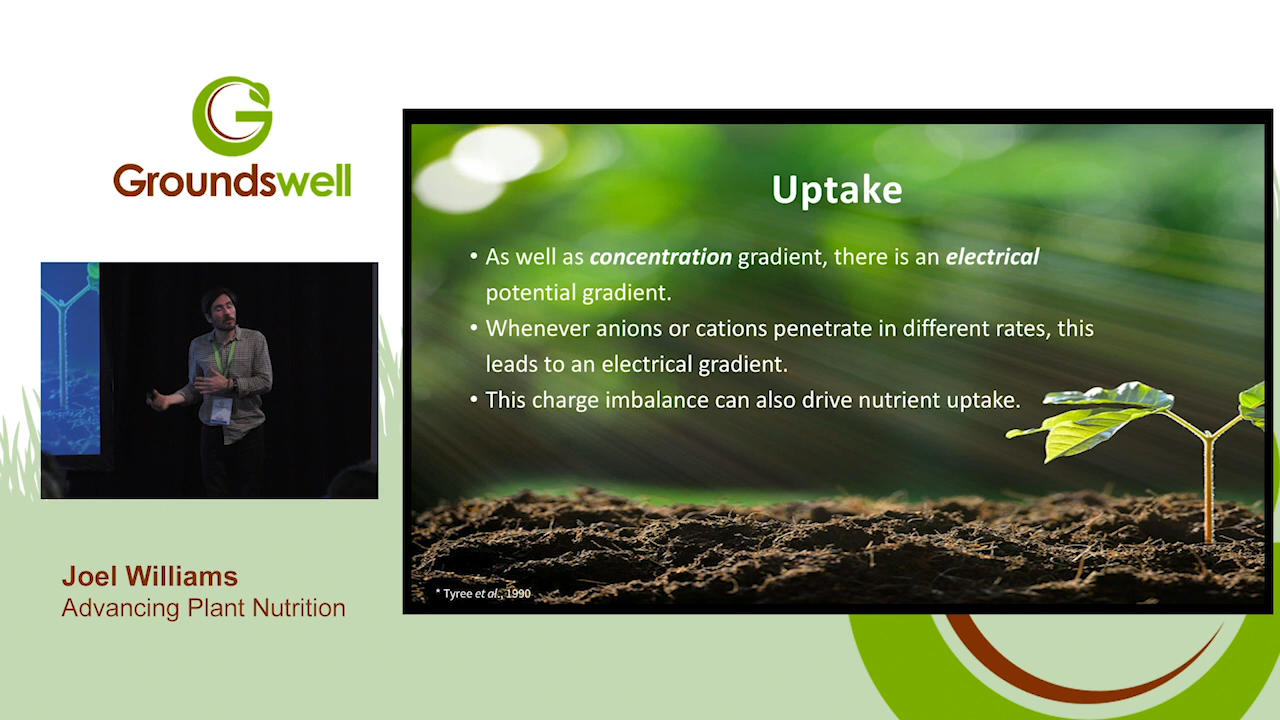 Groundswell
Uptake
• As well as concentration gradient, there is an electrical
potential gradient.
• Whenever anions or cations penetrate in different rates, this
leads to an electrical gradient.
• This charge imbalance can also drive nutrient uptake.
* Tyree et al., 1990
Joel Williams
Advancing Plant Nutrition